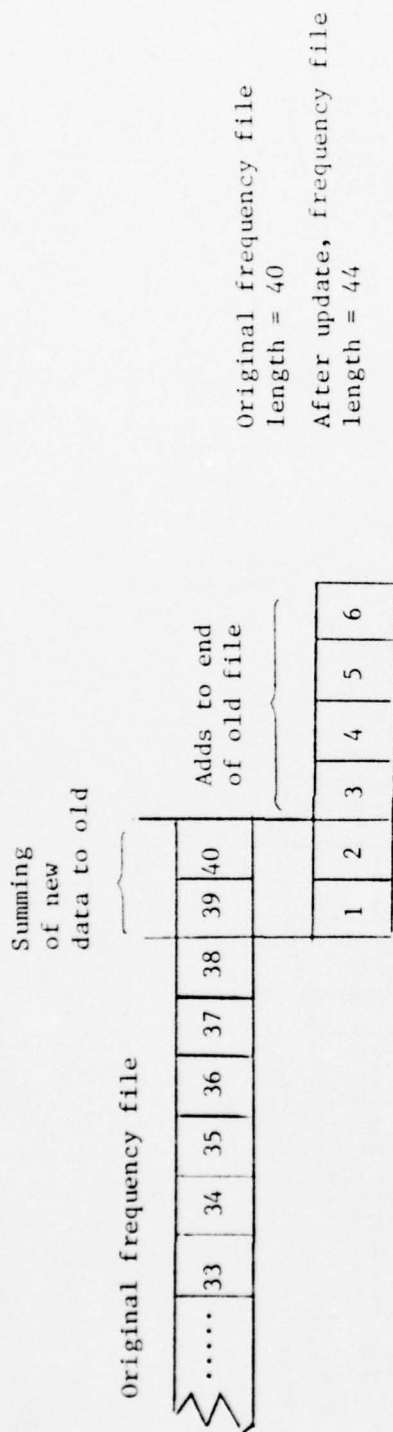 Summing
of new
data to old
Original frequency file
..... 33 34 35 36 37 38 39 40
Adds to end
of old file
1 2 3 4 5 6
Original frequency file
length = 40
After update, frequency file
length = 44